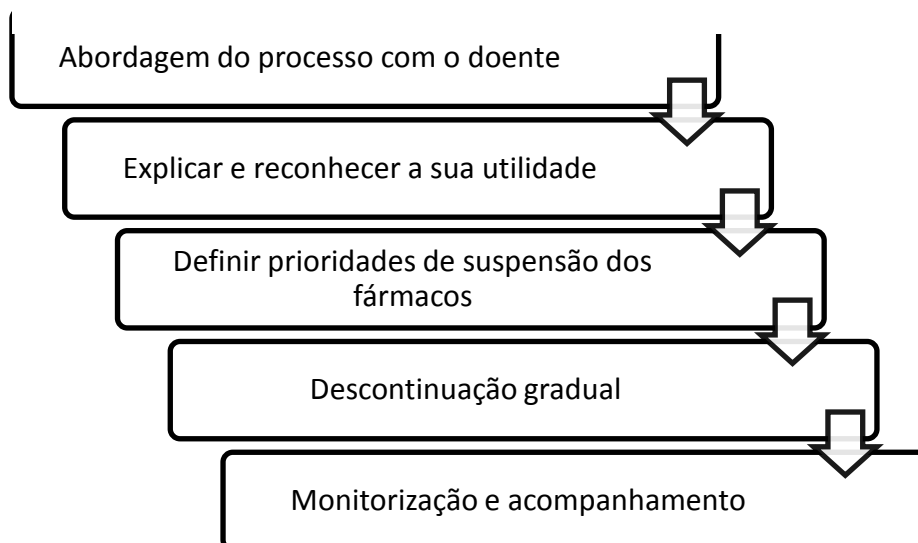 Abordagem do processo com o doente
Explicar e reconhecer a sua utilidade
Definir prioridades de suspensão dos
fármacos
Descontinuação gradual
Monitorização e acompanhamento